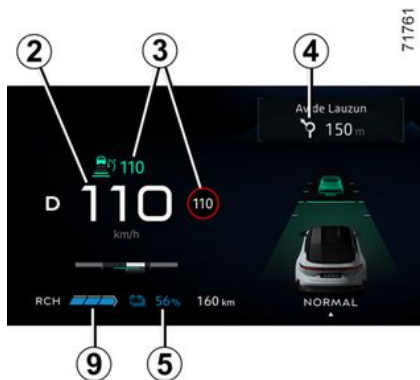 71761
2
3
4
Av de Lauzun
150 m
110
D 110 110
km/h
RCH 56% 160 km
NORMAL
9
5